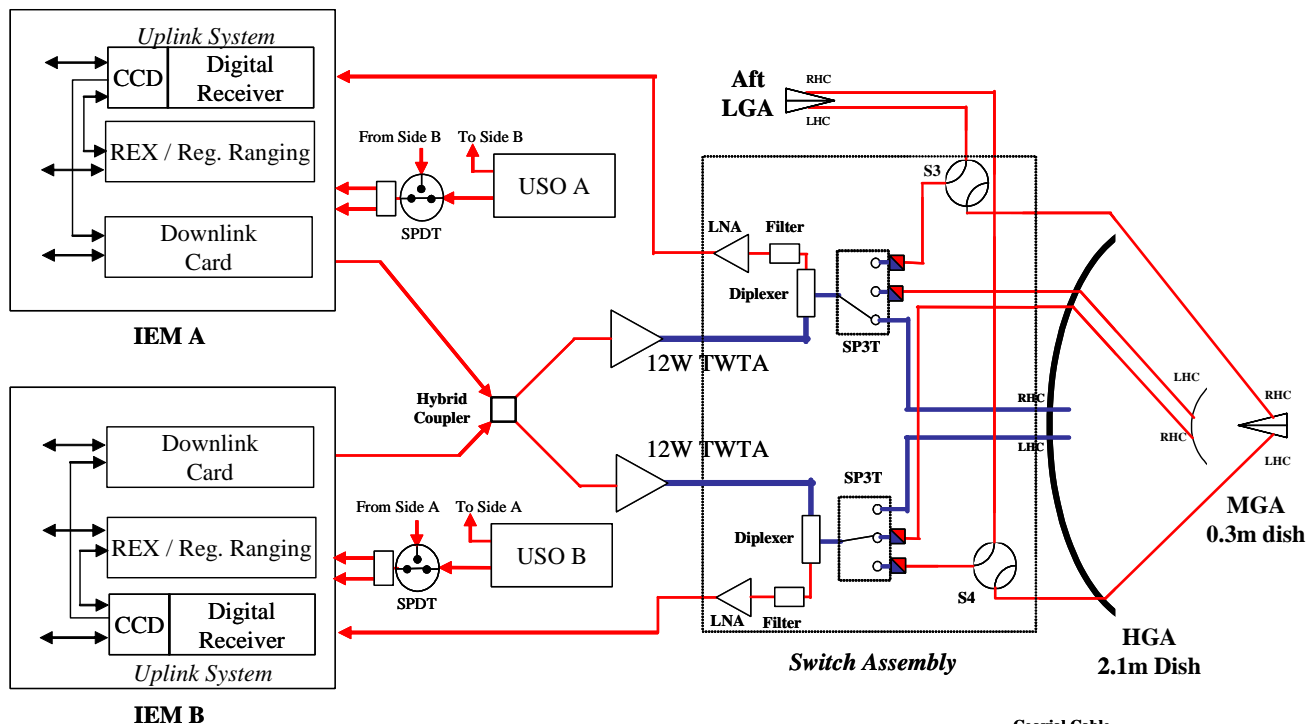 Uplink System
CCD
Digital
Receiver
REX / Reg. Ranging
Downlink
Card
IEM A
From Side B
To Side B
SPDT
USO A
Aft
LGA
RHC
LHC
S3
LNA
Filter
Diplexer
SP3T
12W TWTA
Hybrid
Coupler
12W TWTA
RHC
LHC
LHC
RHC
RHC
LHC
MGA
0.3m dish
HGA
2.1m Dish
SP3T
Diplexer
LNA
Filter
S4
Switch Assembly
Downlink
Card
REX / Reg. Ranging
CCD
Digital
Receiver
Uplink System
IEM B
From Side A
To Side A
SPDT
USO B
Coaxial Cable